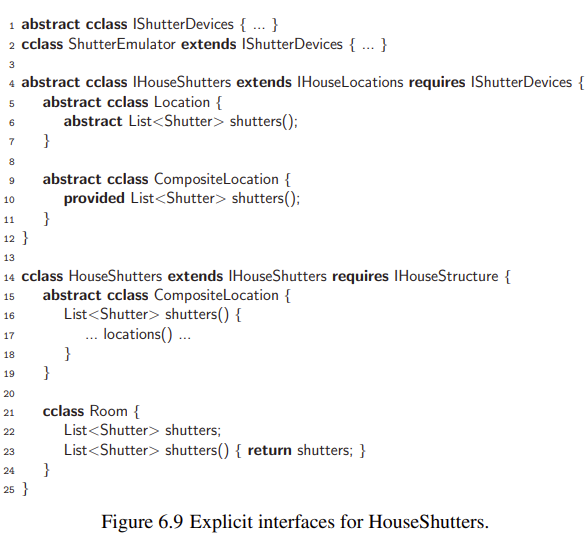 1 abstract cclass IShutterDevices { ... }
2 cclass ShutterEmulator extends IShutterDevices { ... }
3
4 abstract cclass IHouseShutters extends IHouseLocations requires IShutterDevices {
5 abstract cclass Location {
6 abstract List<Shutter> shutters();
7 }
8
9 abstract cclass CompositeLocation {
10 provided List<Shutter> shutters();
11 }
12 }
13
14 cclass HouseShutters extends IHouseShutters requires IHouseStructure {
15 abstract cclass CompositeLocation {
16 List<Shutter> shutters() {
17 ... locations() ...
18 }
19 }
20
21 cclass Room {
22 List<Shutter> shutters;
23 List<Shutter> shutters() { return shutters; }
24 }
25 }
Figure 6.9 Explicit interfaces for HouseShutters.